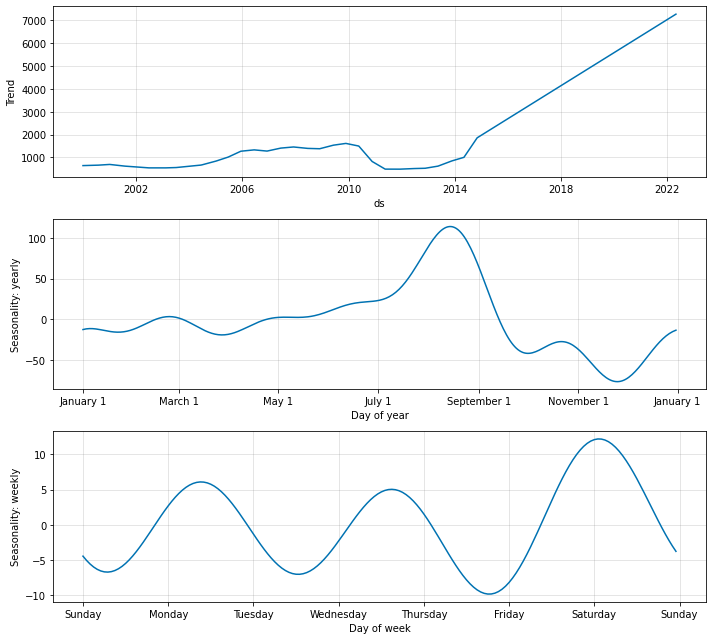 Trend
7000
6000
5000
4000
3000
2000
1000
2002 2006 2010 2014 2018 2022
ds
Seasonality: yearly
100
50
0
−50
January 1 March 1 May 1 July 1 September 1 November 1 January 1
Day of year
Seasonality: weekly
10
5
0
−5
−10
Sunday Monday Tuesday Wednesday Thursday Friday Saturday Sunday
Day of week